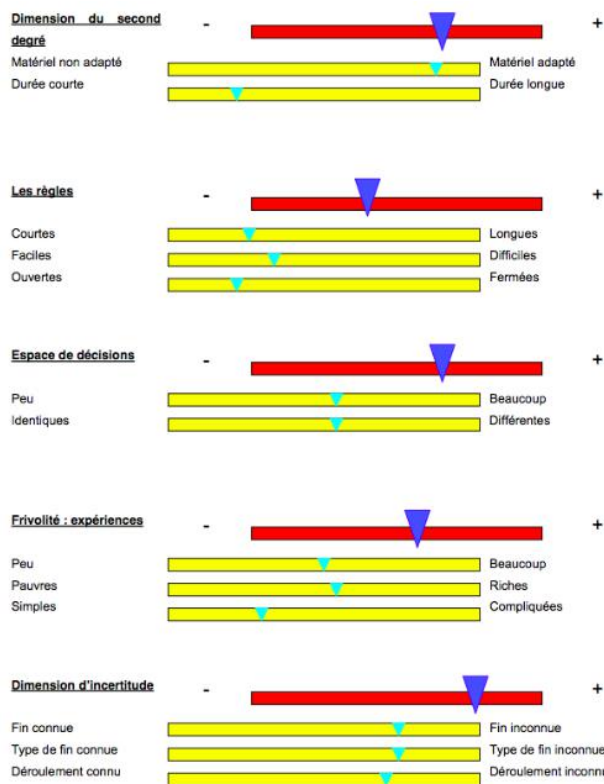 Dimension du second - +
degré
Matériel non adapté Matériel adapté
Durée courte Durée longue
Les règles - +
Courtes Longues
Faciles Difficiles
Ouvertes Fermées
Espace de décisions - +
Peu Beaucoup
Identiques Différentes
Frivolité : expériences - +
Peu Beaucoup
Pauvres Riches
Simples Compliquées
Dimension d'incertitude - +
Fin connue Fin inconnue
Type de fin connue Type de fin inconnue
Déroulement connu Déroulement inconnu